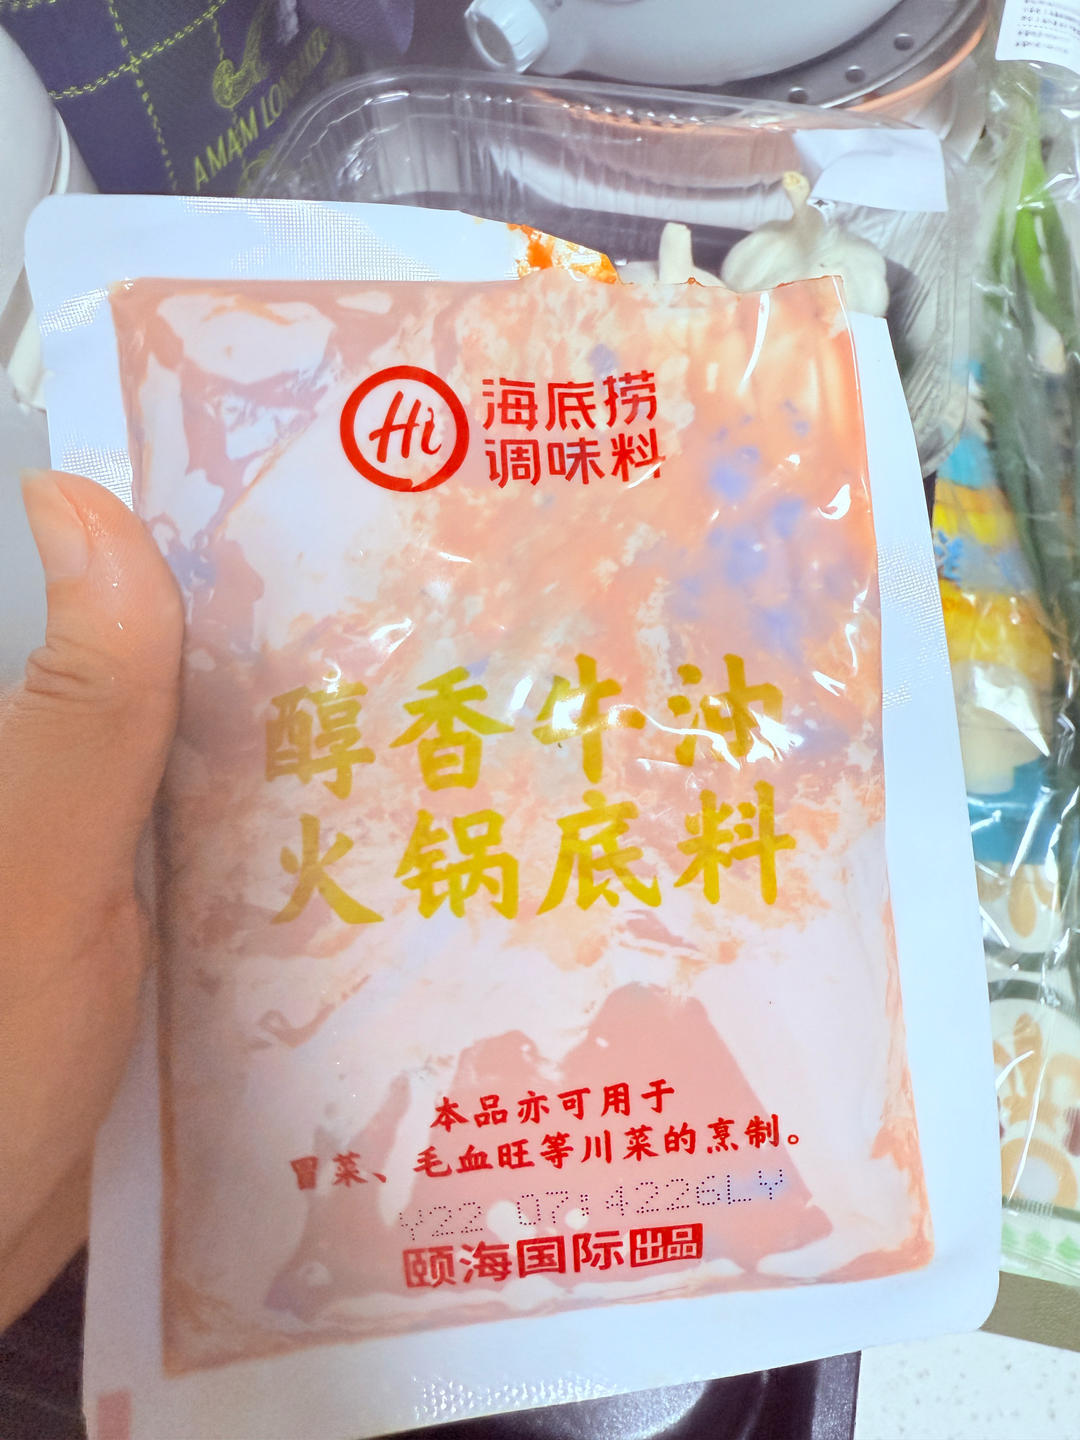 AMAM LON
Hi
海底捞
调味料
醇香牛油
火锅底料
本品亦可用于
冒菜、毛血旺等川菜的烹制。
Y22 07:4226LY
颐海国际出品